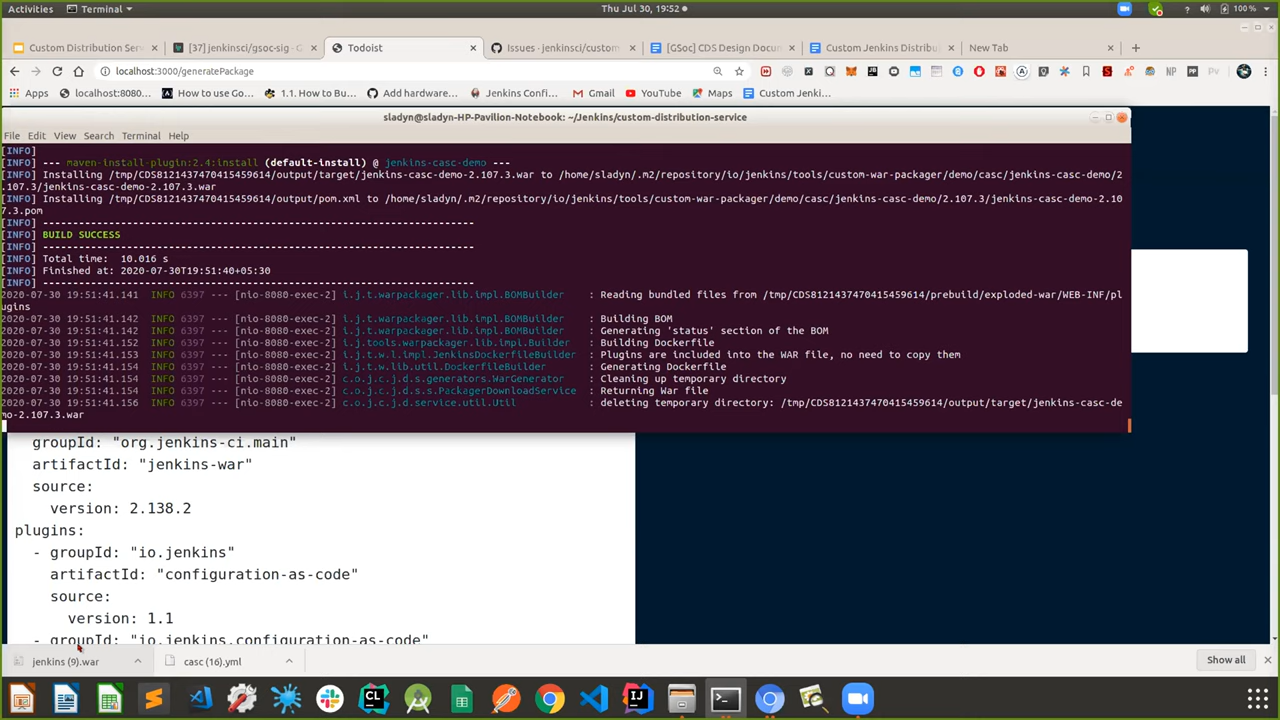 Activities
Terminal
Thu Jul 30, 19:52
100 %
Custom Distribution Ser
[37] jenkinsci/gsoc-sig - G
Todoist
Issues · jenkinsci/custom
[GSoc] CDS Design Docum
Custom Jenkins Distribu
New Tab
localhost:3000/generatePackage
Apps
localhost:8080...
How to use Go...
1.1. How to Bu...
Add hardware...
Jenkins Confi...
Gmail
YouTube
Maps
Custom Jenki...
sladyn@sladyn-HP-Pavilion-Notebook: ~/Jenkins/custom-distribution-service
File Edit View Search Terminal Help
[INFO]
[INFO] --- maven-install-plugin:2.4:install (default-install) @ jenkins-casc-demo ---
[INFO] Installing /tmp/CDS8121437470415459614/output/target/jenkins-casc-demo-2.107.3.war to /home/sladyn/.m2/repository/io/jenkins/tools/custom-war-packager/demo/casc/jenkins-casc-demo/2
.107.3/jenkins-casc-demo-2.107.3.war
[INFO] Installing /tmp/CDS8121437470415459614/output/pom.xml to /home/sladyn/.m2/repository/io/jenkins/tools/custom-war-packager/demo/casc/jenkins-casc-demo/2.107.3/jenkins-casc-demo-2.10
7.3.pom
[INFO] ------------------------------------------------------------------------
[INFO] BUILD SUCCESS
[INFO] ------------------------------------------------------------------------
[INFO] Total time:  10.016 s
[INFO] Finished at: 2020-07-30T19:51:40+05:30
[INFO] ------------------------------------------------------------------------
2020-07-30 19:51:41.141  INFO 6397 --- [nio-8080-exec-2] i.j.t.warpackager.lib.impl.BOMBuilder    : Reading bundled files from /tmp/CDS8121437470415459614/prebuild/exploded-war/WEB-INF/pl
ugins
2020-07-30 19:51:41.142  INFO 6397 --- [nio-8080-exec-2] i.j.t.warpackager.lib.impl.BOMBuilder    : Building BOM
2020-07-30 19:51:41.142  INFO 6397 --- [nio-8080-exec-2] i.j.t.warpackager.lib.impl.BOMBuilder    : Generating 'status' section of the BOM
2020-07-30 19:51:41.152  INFO 6397 --- [nio-8080-exec-2] i.j.tools.warpackager.lib.impl.Builder   : Building Dockerfile
2020-07-30 19:51:41.153  INFO 6397 --- [nio-8080-exec-2] i.j.t.w.l.impl.JenkinsDockerfileBuilder  : Plugins are included into the WAR file, no need to copy them
2020-07-30 19:51:41.154  INFO 6397 --- [nio-8080-exec-2] i.j.t.w.lib.util.DockerfileBuilder       : Generating Dockerfile
2020-07-30 19:51:41.154  INFO 6397 --- [nio-8080-exec-2] c.o.j.c.j.d.s.generators.WarGenerator    : Cleaning up temporary directory
2020-07-30 19:51:41.154  INFO 6397 --- [nio-8080-exec-2] c.o.j.c.j.d.s.s.PackagerDownloadService  : Returning War file
2020-07-30 19:51:41.156  INFO 6397 --- [nio-8080-exec-2] c.o.j.c.j.d.service.util.Util            : deleting temporary directory: /tmp/CDS8121437470415459614/output/target/jenkins-casc-de
mo-2.107.3.war
groupId: "org.jenkins-ci.main"
artifactId: "jenkins-war"
source:
version: 2.138.2
plugins:
- groupId: "io.jenkins"
artifactId: "configuration-as-code"
source:
version: 1.1
- groupId: "io.jenkins.configuration-as-code"
jenkins (9).war
casc (16).yml
Show all